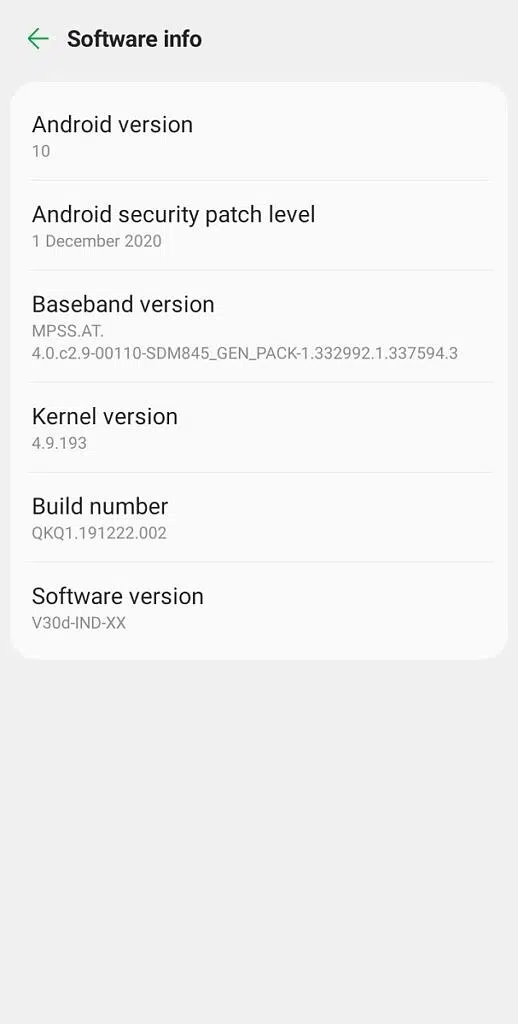 Software info
Android version
10
Android security patch level
1 December 2020
Baseband version
MPSS.AT.
4.0.c2.9-00110-SDM845_GEN_PACK-1.332992.1.337594.3
Kernel version
4.9.193
Build number
QKQ1.191222.002
Software version
V30d-IND-XX